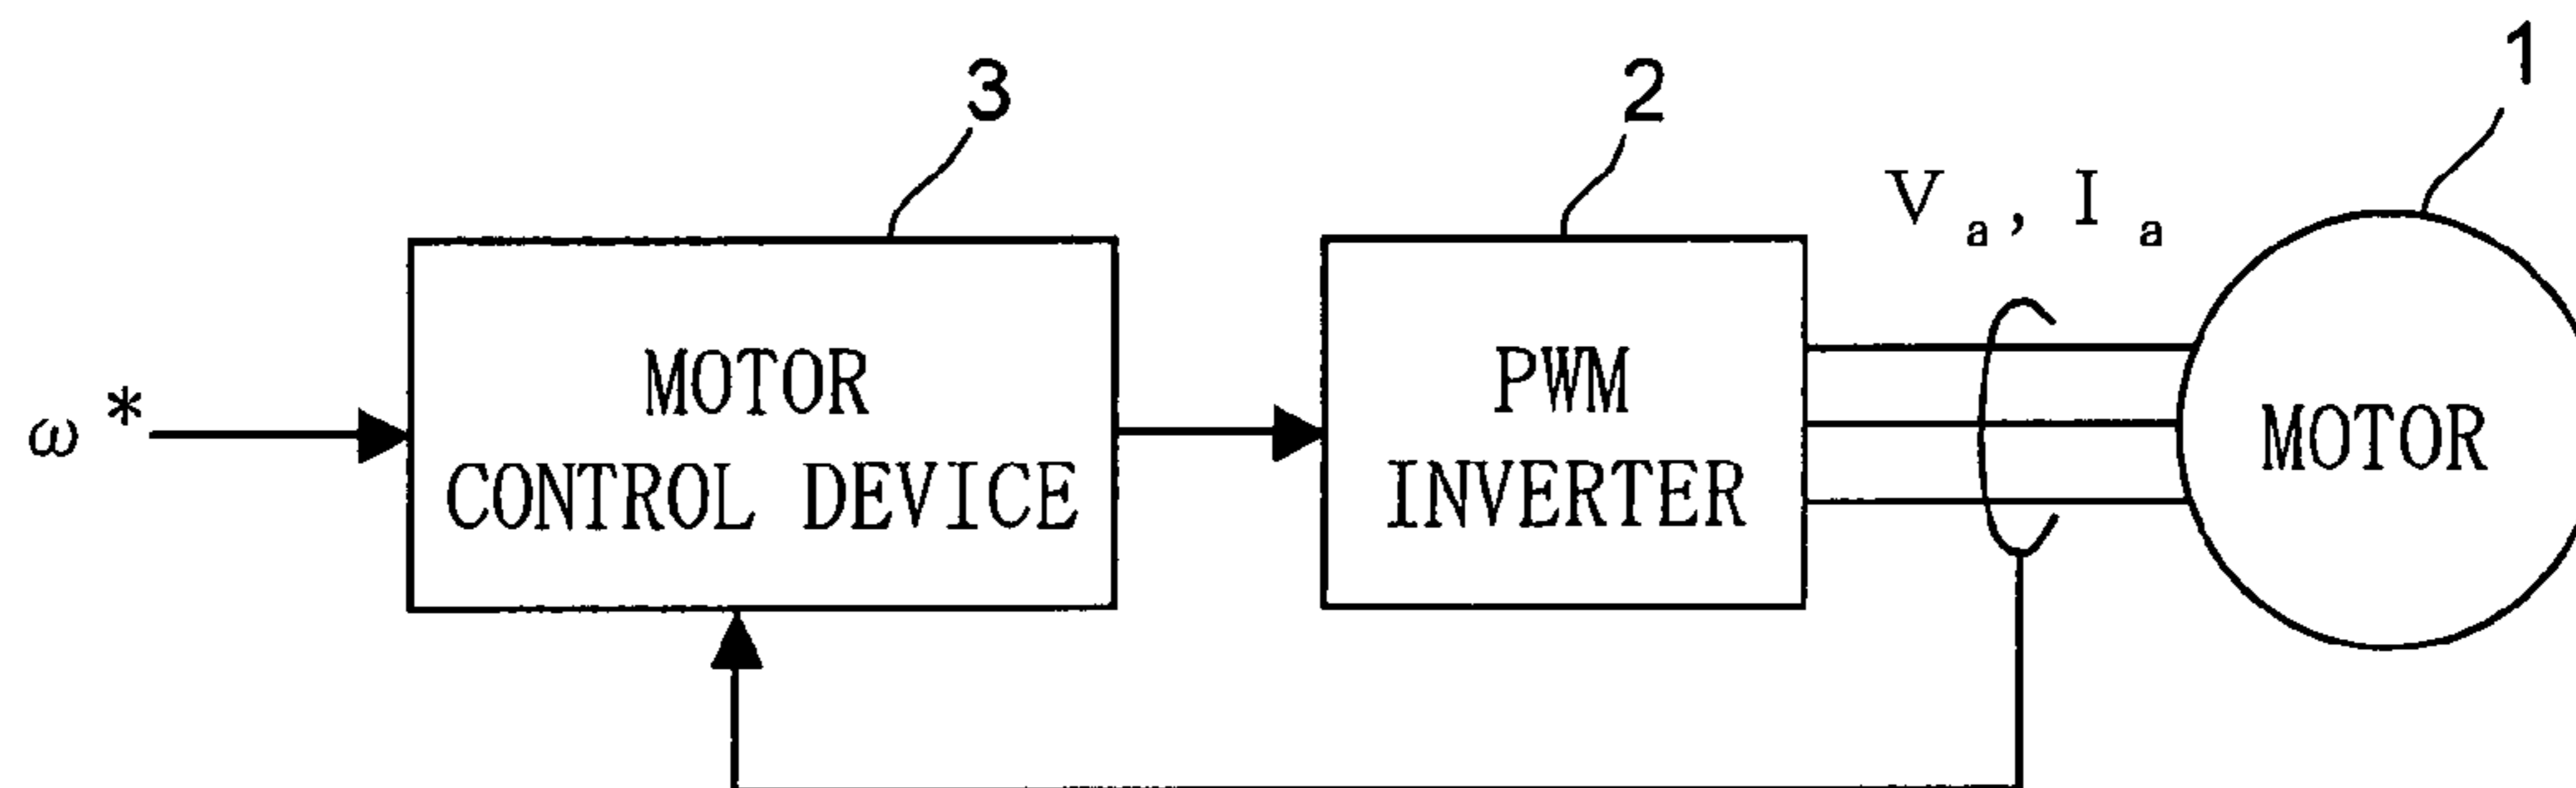 3
2
1
V a, I a
ω *
MOTOR
CONTROL DEVICE
PWM
INVERTER
MOTOR